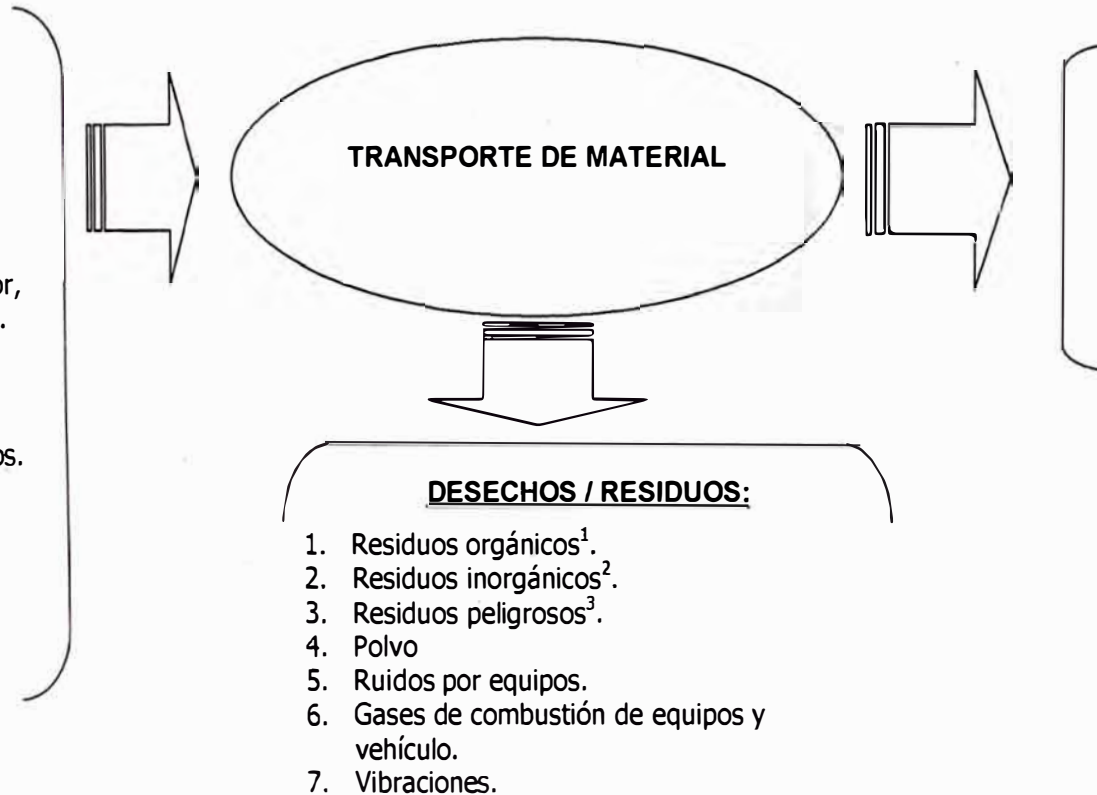 TRANSPORTE DE MATERIAL
or,
.
os.
DESECHOS / RESIDUOS:
1. Residuos orgánicos¹.
2. Residuos inorgánicos².
3. Residuos peligrosos³.
4. Polvo
5. Ruidos por equipos.
6. Gases de combustión de equipos y
vehículo.
7. Vibraciones.